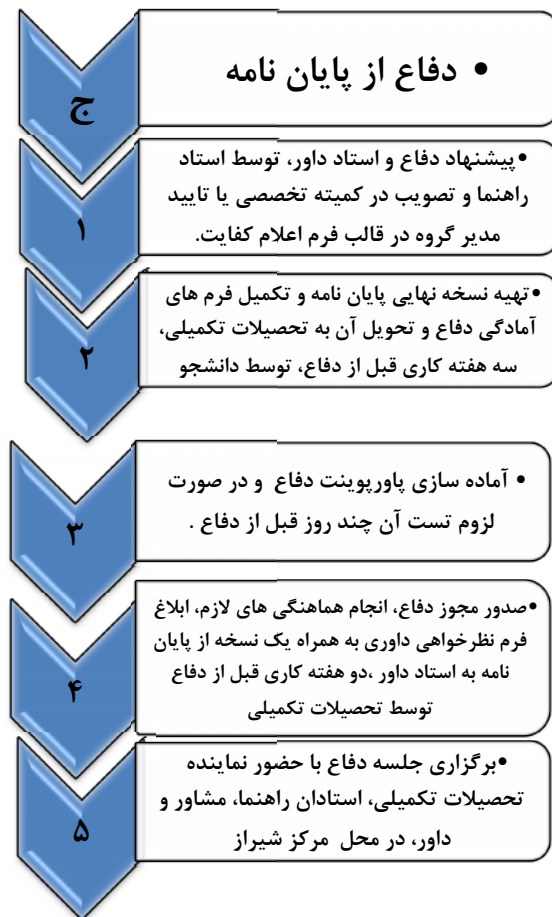 ج
• دفاع از پایان نامه
۱
•پیشنهاد دفاع و استاد داور، توسط استاد
راهنما و تصویب در کمیته تخصصی یا تایید
مدیر گروه در قالب فرم اعلام کفایت.
۲
•تهیه نسخه نهایی پایان نامه و تکمیل فرم های
آمادگی دفاع و تحویل آن به تحصیلات تکمیلی،
سه هفته کاری قبل از دفاع، توسط دانشجو
۳
• آماده سازی پاورپوینت دفاع و در صورت
لزوم تست آن چند روز قبل از دفاع .
۴
•صدور مجوز دفاع، انجام هماهنگی های لازم، ابلاغ
فرم نظرخواهی داوری به همراه یک نسخه از پایان
نامه به استاد داور ،دو هفته کاری قبل از دفاع
توسط تحصیلات تکمیلی
۵
•برگزاری جلسه دفاع با حضور نماینده
تحصیلات تکمیلی، استادان راهنما، مشاور و
داور، در محل مرکز شیراز